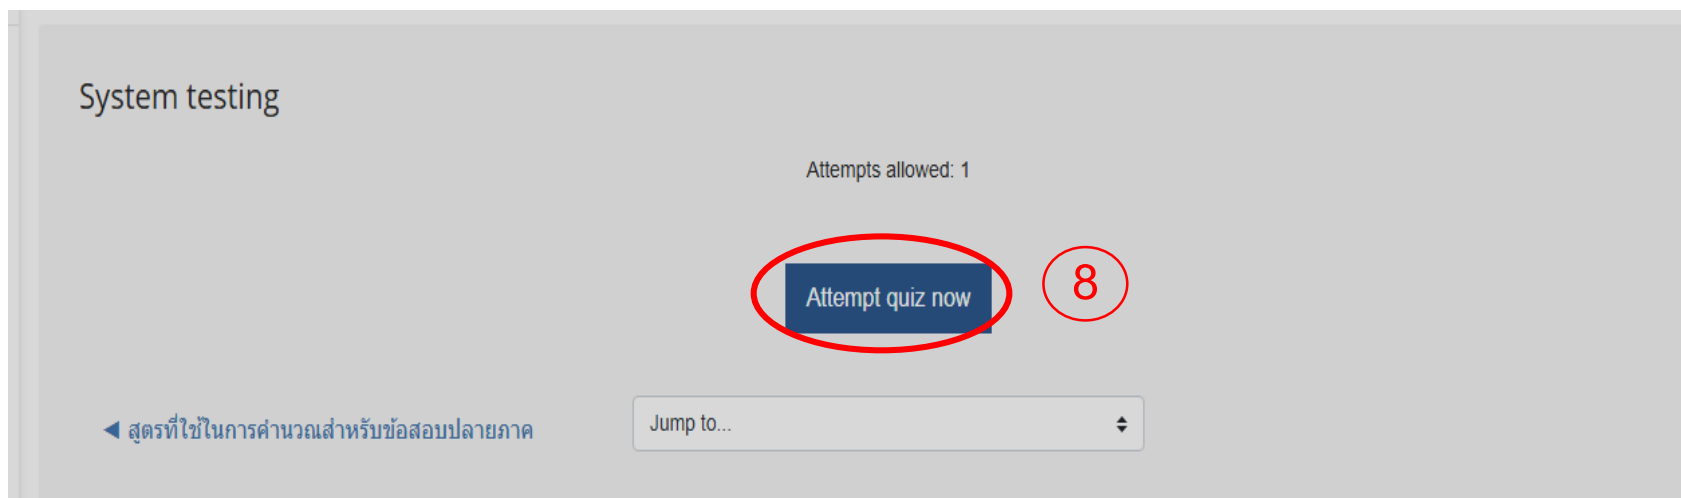 System testing
Attempts allowed: 1
Attempt quiz now
8
◄ สูตรที่ใช้ในการคำนวณสำหรับข้อสอบปลายภาค
Jump to...